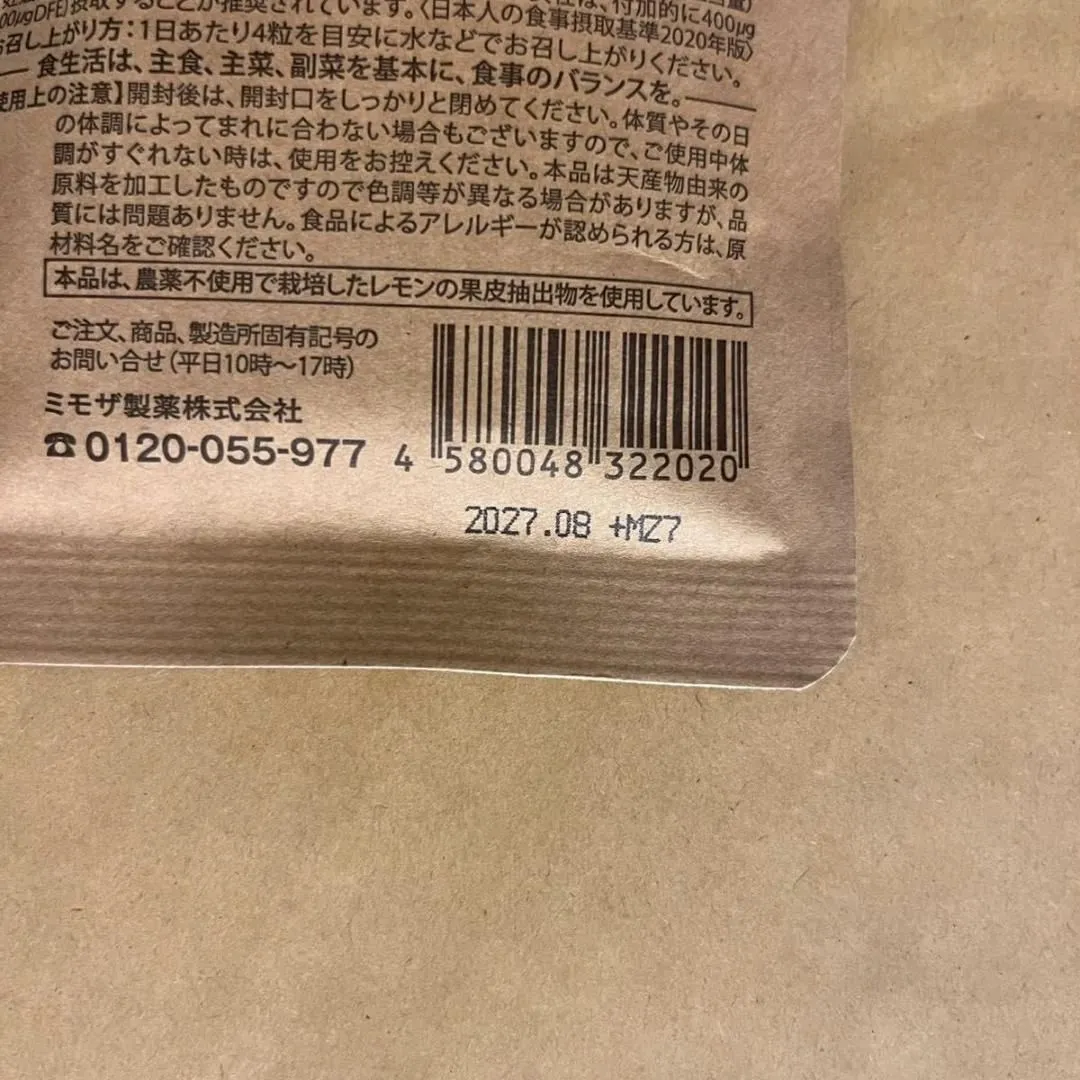 は、付加的に400μg
00μgDFE)摂取することが推奨されています。〈日本人の食事摂取基準2020年版〉
お召し上がり方：1日あたり4粒を目安に水などでお召し上がりください。
食生活は、主食、主菜、副菜を基本に、食事のバランスを。
使用上の注意】開封後は、開封口をしっかりと閉めてください。体質やその日
の体調によってまれに合わない場合もございますので、ご使用中体
調がすぐれない時は、使用をお控えください。本品は天産物由来の
原料を加工したものですので色調等が異なる場合がありますが、品
質には問題ありません。食品によるアレルギーが認められる方は、原
材料名をご確認ください。
本品は、農薬不使用で栽培したレモンの果皮抽出物を使用しています。
ご注文、商品、製造所固有記号の
お問い合せ（平日10時～17時）
ミモザ製薬株式会社
☎0120-055-977
4 580048 322020
2027.08 +MZ7